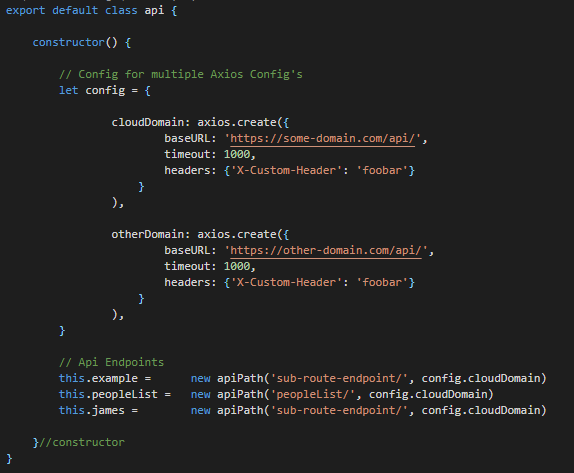 export default class api {
constructor() {
// Config for multiple Axios Config's
let config = {
cloudDomain: axios.create({
baseURL: 'https://some-domain.com/api/',
timeout: 1000,
headers: {'X-Custom-Header': 'foobar'}
}
),
otherDomain: axios.create({
baseURL: 'https://other-domain.com/api/',
timeout: 1000,
headers: {'X-Custom-Header': 'foobar'}
}
),
}
// Api Endpoints
this.example = new apiPath('sub-route-endpoint/', config.cloudDomain)
this.peopleList = new apiPath('peopleList/', config.cloudDomain)
this.james = new apiPath('sub-route-endpoint/', config.cloudDomain)
}//constructor
}